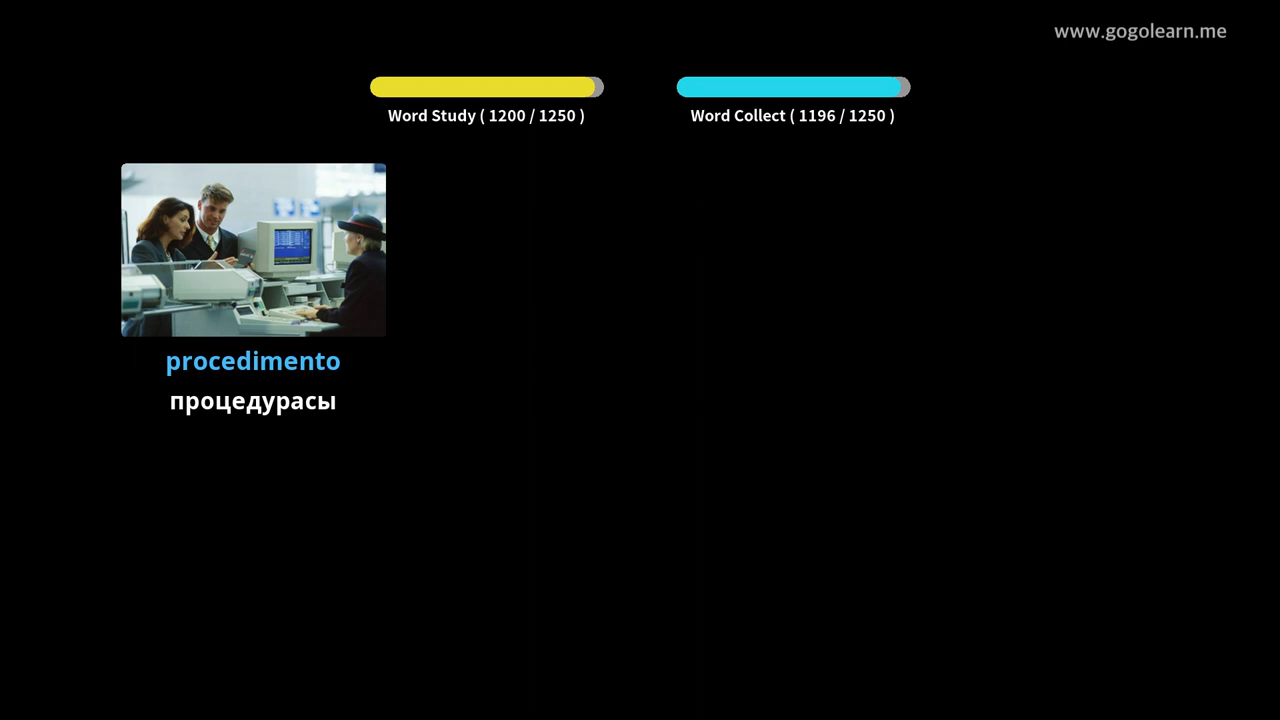 www.gogolearn.me
Word Study ( 1200 / 1250 )
Word Collect ( 1196 / 1250 )
procedimento
процедурасы